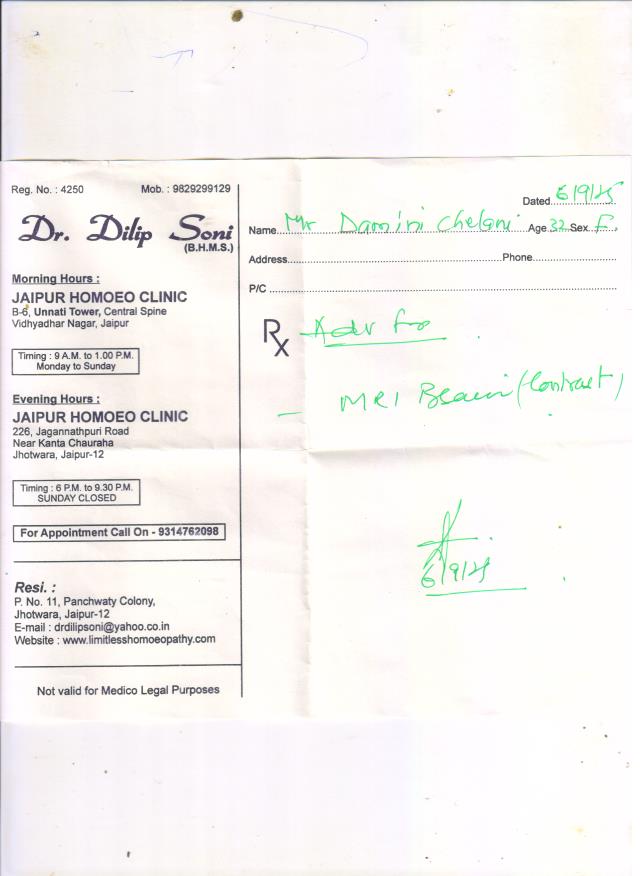 Reg. No. : 4250 Mob. : 9829299129
Dr. Dilip Soni
(B.H.M.S.)
Morning Hours :
JAIPUR HOMOEO CLINIC
B-6, Unnati Tower, Central Spine
Vidhyadhar Nagar, Jaipur
Timing : 9 A.M. to 1.00 P.M.
Monday to Sunday
Evening Hours :
JAIPUR HOMOEO CLINIC
226, Jagannathpuri Road
Near Kanta Chauraha
Jhotwara, Jaipur-12
Timing : 6 P.M. to 9.30 P.M.
SUNDAY CLOSED
For Appointment Call On - 9314762098
Resi. :
P. No. 11, Panchwaty Colony,
Jhotwara, Jaipur-12
E-mail : drdilipsoni@yahoo.co.in
Website : www.limitlesshomoeopathy.com
Not valid for Medico Legal Purposes
Dated 6/9/25
Name Mr Damini Chelani Age 32 Sex F.
Address Phone
P/C
Rx Adv for
- MRI Brain (Contrast)
6/9/25